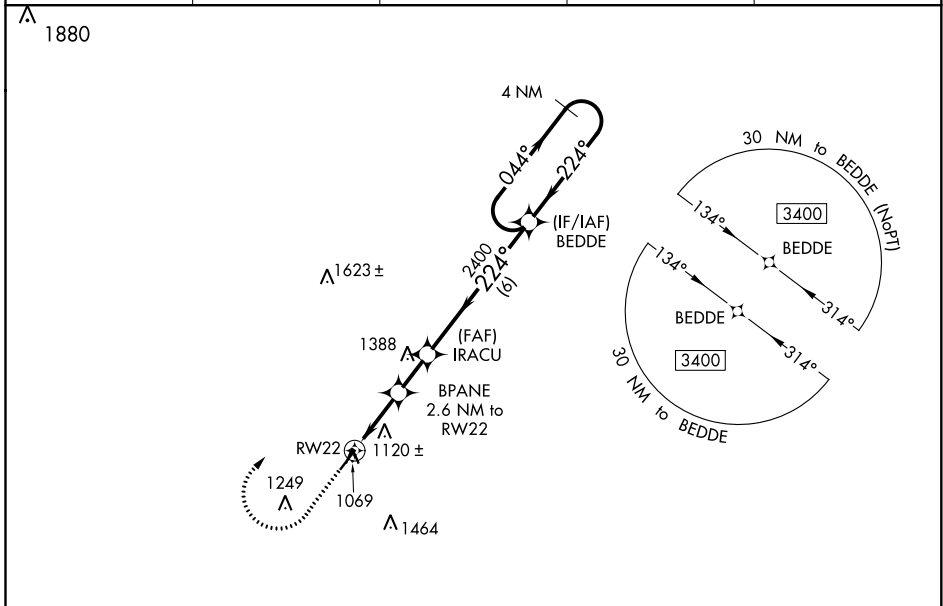 1880
4 NM
044°
224°
(IF/IAF)
BEDDE
2400
224°
(6)
1623 ±
1388
(FAF)
IRACU
BPANE
2.6 NM to
RW22
RW22
1120 ±
1249
1069
1464
30 NM to BEDDE (NoPT)
134°
3400
BEDDE
314°
134°
BEDDE
314°
3400
30 NM to BEDDE